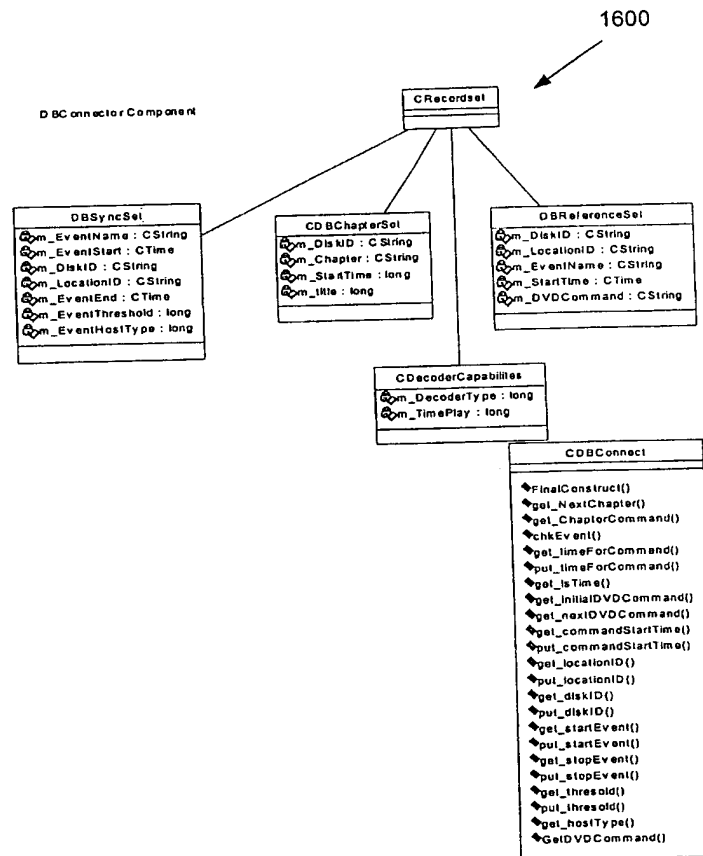 1600
DBConnector Component
CRecordset
DBSyncSet
m_EventName : CString
m_EventStart : CTime
m_DiskID : CString
m_LocationID : CString
m_EventEnd : CTime
m_EventThreshold : long
m_EventHostType : long
CDBChapterSet
m_DiskID : CString
m_Chapter : CString
m_StartTime : long
m_title : long
DBReferenceSet
m_DiskID : CString
m_LocationID : CString
m_EventName : CString
m_StartTime : CTime
m_DVDCommand : CString
CDecoderCapabilites
m_DecoderType : long
m_TimePlay : long
CDBConnect
FinalConstruct()
get_NextChapter()
get_ChapterCommand()
chkEvent()
get_timeForCommand()
put_timeForCommand()
get_IsTime()
get_initialDVDCommand()
get_nextDVDCommand()
get_commandStartTime()
put_commandStartTime()
get_locationID()
put_locationID()
get_diskID()
put_diskID()
get_startEvent()
put_startEvent()
get_stopEvent()
put_stopEvent()
get_thresold()
put_thresold()
get_hostType()
GetDVDCommand()